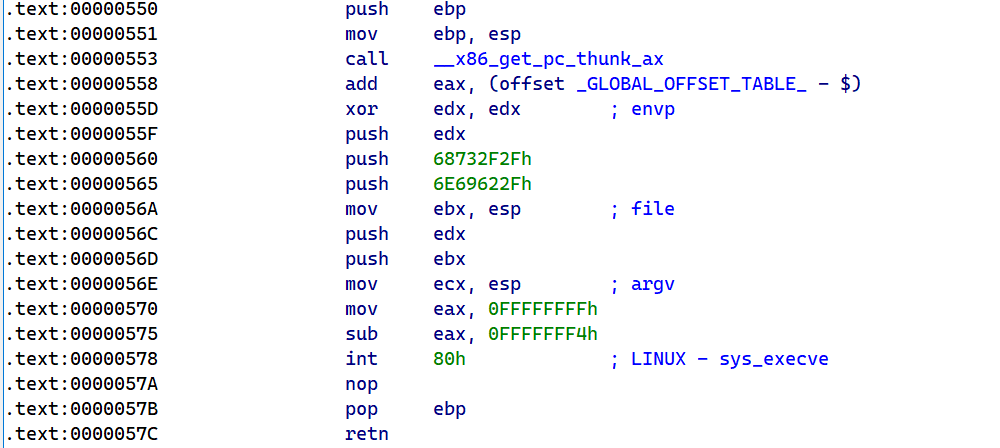 .text:00000550 push ebp
.text:00000551 mov ebp, esp
.text:00000553 call __x86_get_pc_thunk_ax
.text:00000558 add eax, (offset _GLOBAL_OFFSET_TABLE_ - $)
.text:0000055D xor edx, edx ; envp
.text:0000055F push edx
.text:00000560 push 68732F2Fh
.text:00000565 push 6E69622Fh
.text:0000056A mov ebx, esp ; file
.text:0000056C push edx
.text:0000056D push ebx
.text:0000056E mov ecx, esp ; argv
.text:00000570 mov eax, 0FFFFFFFFh
.text:00000575 sub eax, 0FFFFFFF4h
.text:00000578 int 80h ; LINUX - sys_execve
.text:0000057A nop
.text:0000057B pop ebp
.text:0000057C retn